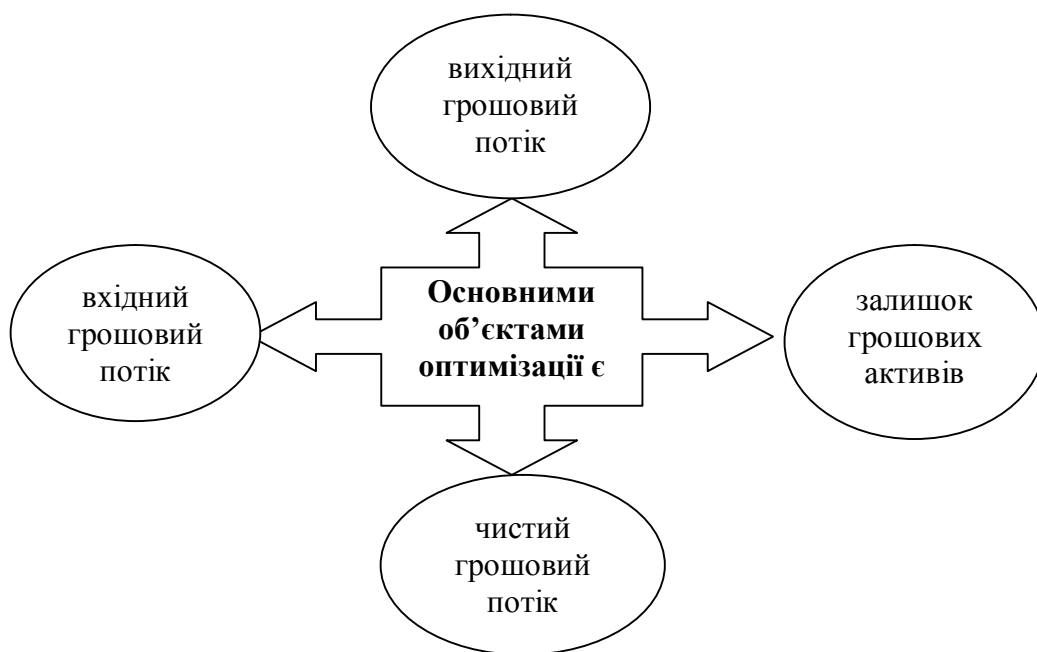 вихідний
грошовий
потік
вхідний
грошовий
потік
Основними
об’єктами
оптимізації є
залишок
грошових
активів
чистий
грошовий
потік